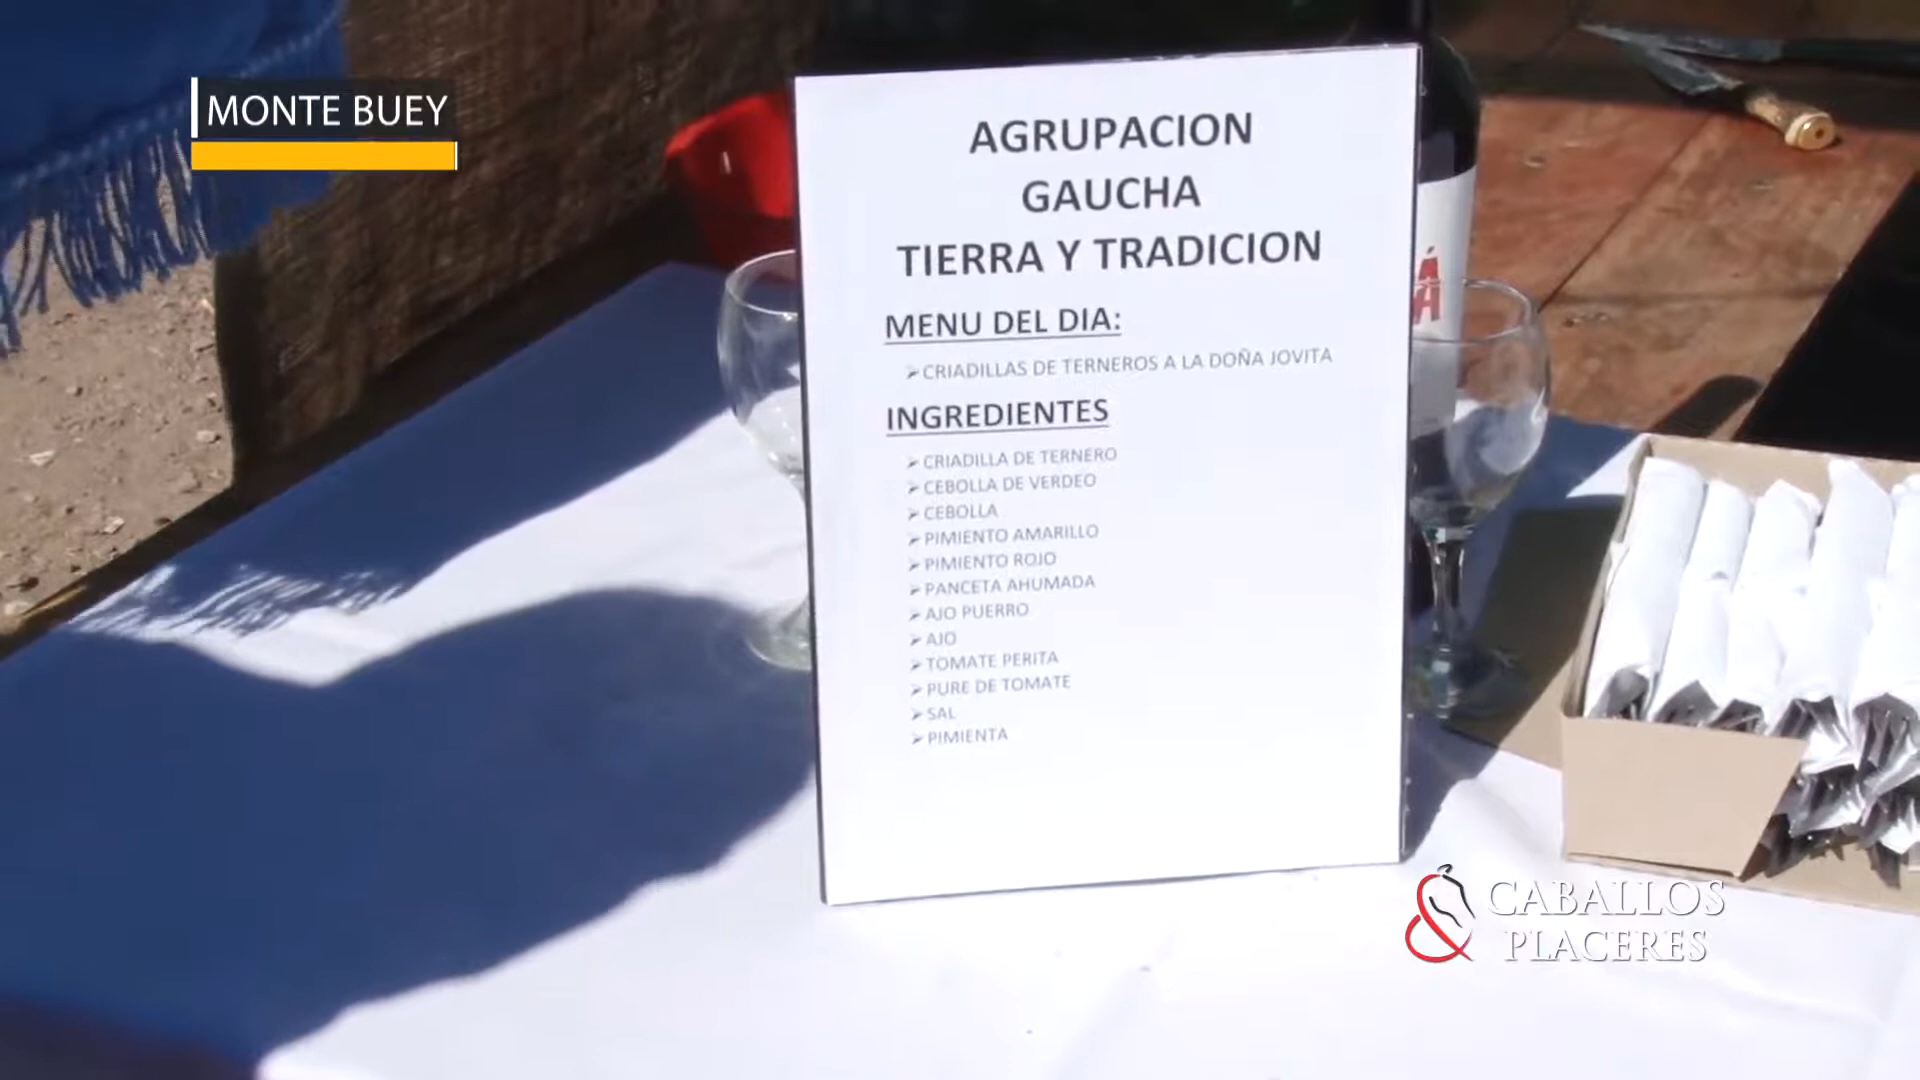 MONTE BUEY
AGRUPACION
GAUCHA
TIERRA Y TRADICION
MENU DEL DIA:
CRIADILLAS DE TERNEROS A LA DOÑA JOVITA
INGREDIENTES
CRIADILLA DE TERNERO
CEBOLLA DE VERDEO
CEBOLLA
PIMIENTO AMARILLO
PIMIENTO ROJO
PANCETA AHUMADA
AJO PUERRO
AJO
TOMATE PERITA
PURE DE TOMATE
SAL
PIMIENTA
CABALLOS
& PLACERES